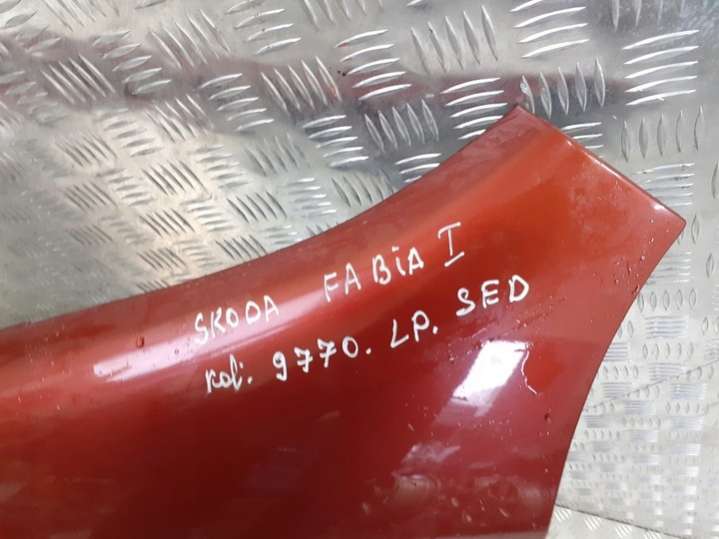 SKODA FABIA I
kol: 9770. LP. SED